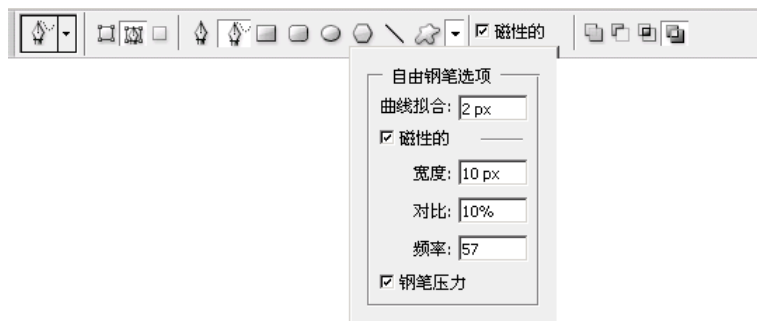 磁性的
自由钢笔选项
曲线拟合: 2 px
磁性的
宽度: 10 px
对比: 10%
频率: 57
钢笔压力